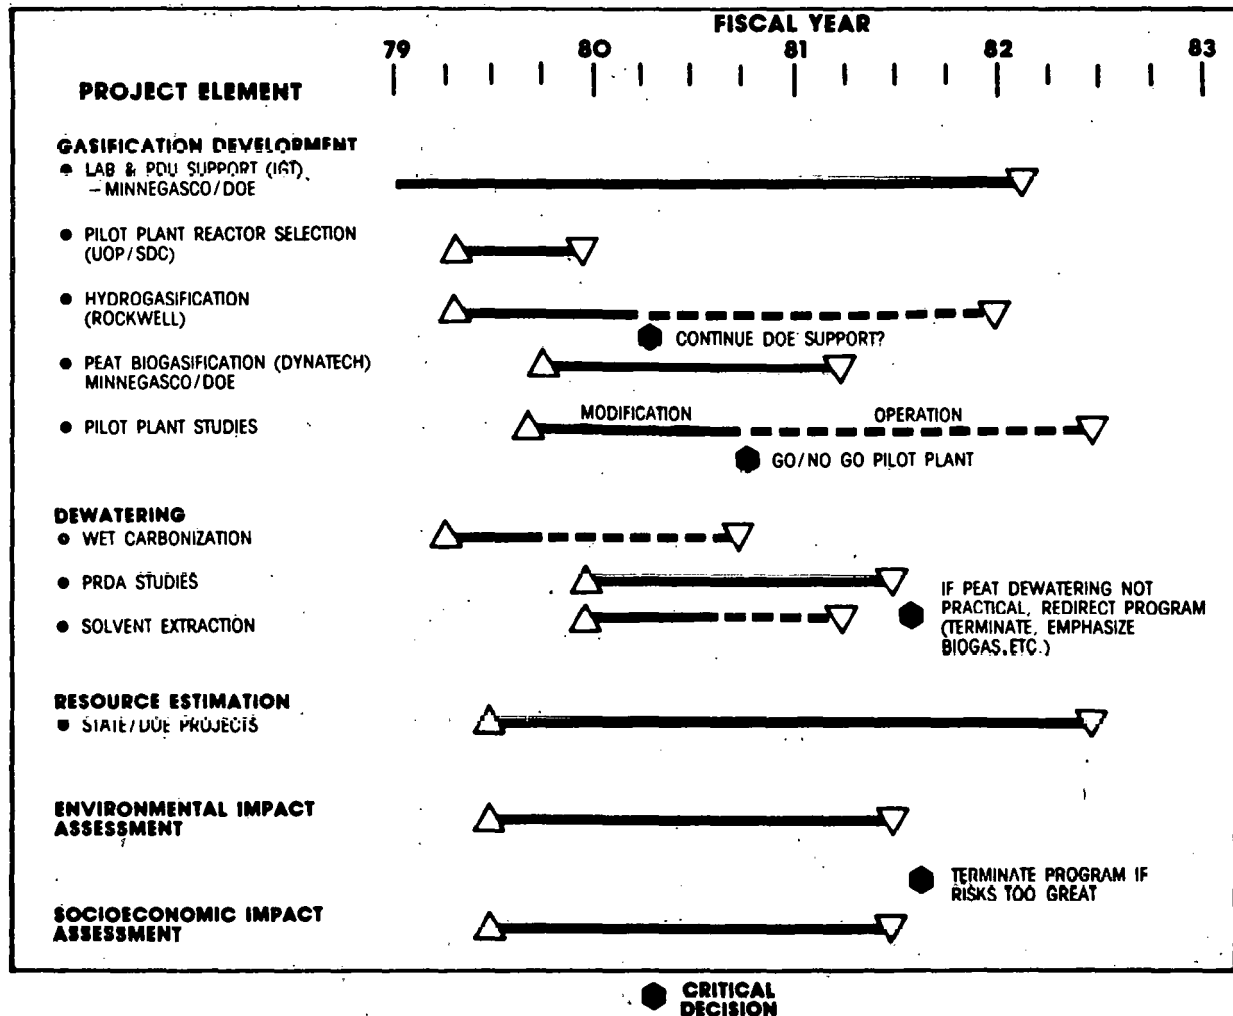 FISCAL YEAR
79 80 81 82 83
PROJECT ELEMENT
GASIFICATION DEVELOPMENT
● LAB & PDU SUPPORT (IGT)
– MINNEGASCO/DOE
● PILOT PLANT REACTOR SELECTION
(UOP/SDC)
● HYDROGASIFICATION
(ROCKWELL)
CONTINUE DOE SUPPORT?
● PEAT BIOGASIFICATION (DYNATECH)
MINNEGASCO/DOE
MODIFICATION OPERATION
● PILOT PLANT STUDIES
GO/NO GO PILOT PLANT
DEWATERING
● WET CARBONIZATION
● PRDA STUDIES
● SOLVENT EXTRACTION
IF PEAT DEWATERING NOT
PRACTICAL, REDIRECT PROGRAM
(TERMINATE, EMPHASIZE
BIOGAS, ETC.)
RESOURCE ESTIMATION
● STATE/DOE PROJECTS
ENVIRONMENTAL IMPACT
ASSESSMENT
TERMINATE PROGRAM IF
RISKS TOO GREAT
SOCIOECONOMIC IMPACT
ASSESSMENT
CRITICAL
DECISION